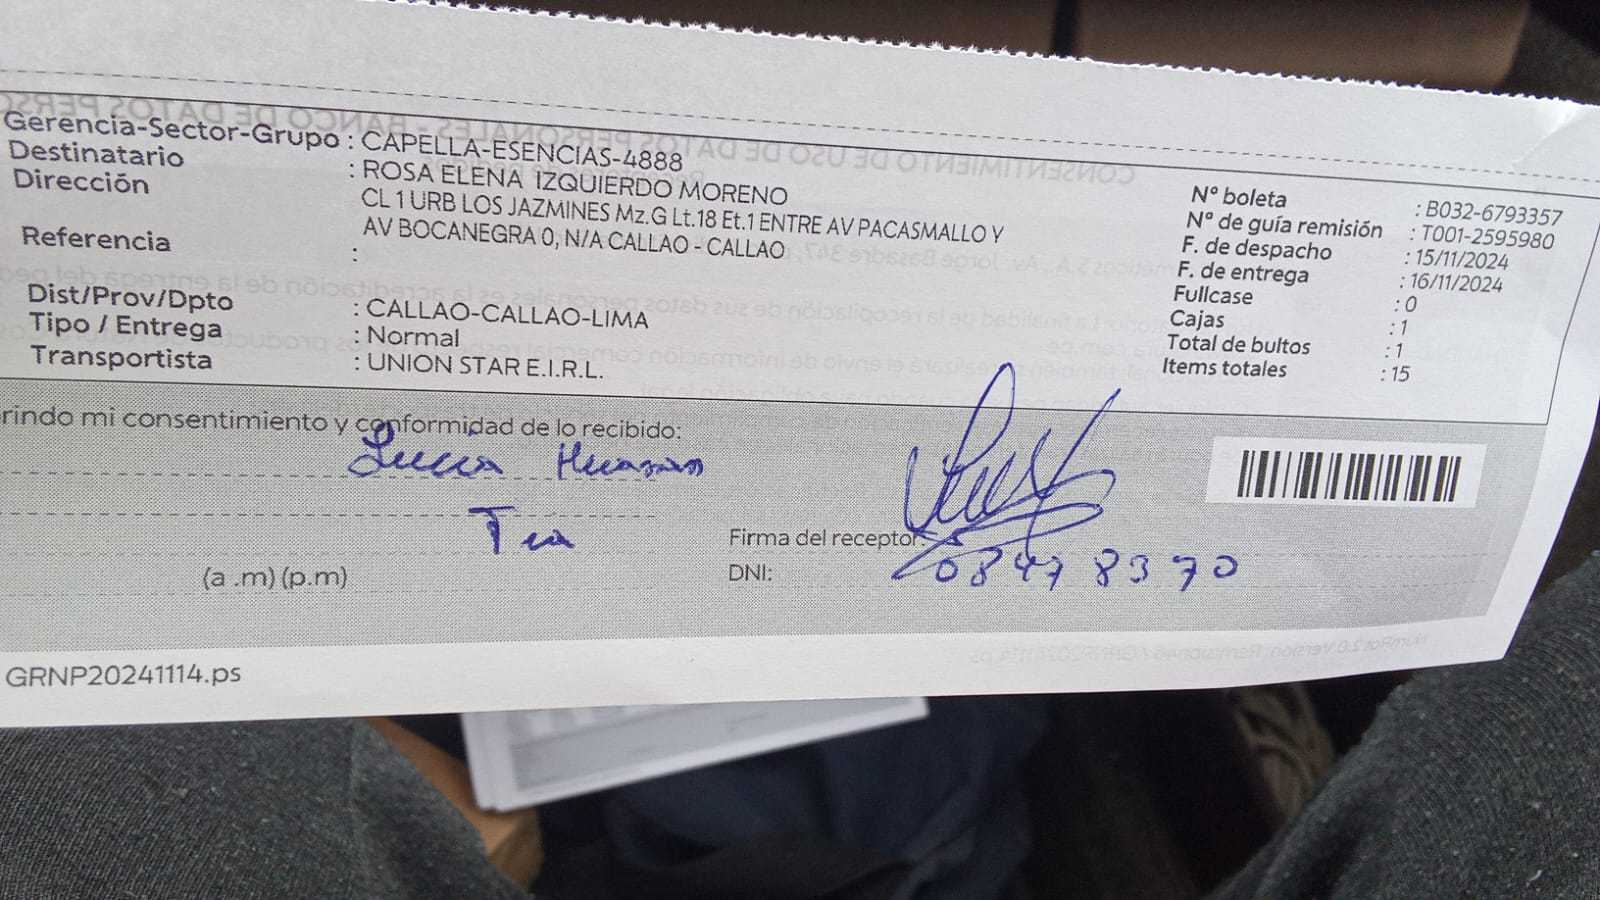 Gerencia-Sector-Grupo : CAPELLA-ESENCIAS-4888
Destinatario : ROSA ELENA IZQUIERDO MORENO
Dirección CL 1 URB LOS JAZMINES Mz.G Lt.18 Et.1 ENTRE AV PACASMALLO Y
AV BOCANEGRA 0, N/A CALLAO - CALLAO
Referencia :
Dist/Prov/Dpto : CALLAO-CALLAO-LIMA
Tipo / Entrega : Normal
Transportista : UNION STAR E.I.R.L.
N° boleta : B032-6793357
N° de guía remisión : T001-2595980
F. de despacho : 15/11/2024
F. de entrega : 16/11/2024
Fullcase : 0
Cajas : 1
Total de bultos : 1
Items totales : 15
rindo mi consentimiento y conformidad de lo recibido:
Lucia
Tia
Firma del receptor:
(a .m) (p.m)
DNI: 08478370
GRNP20241114.ps